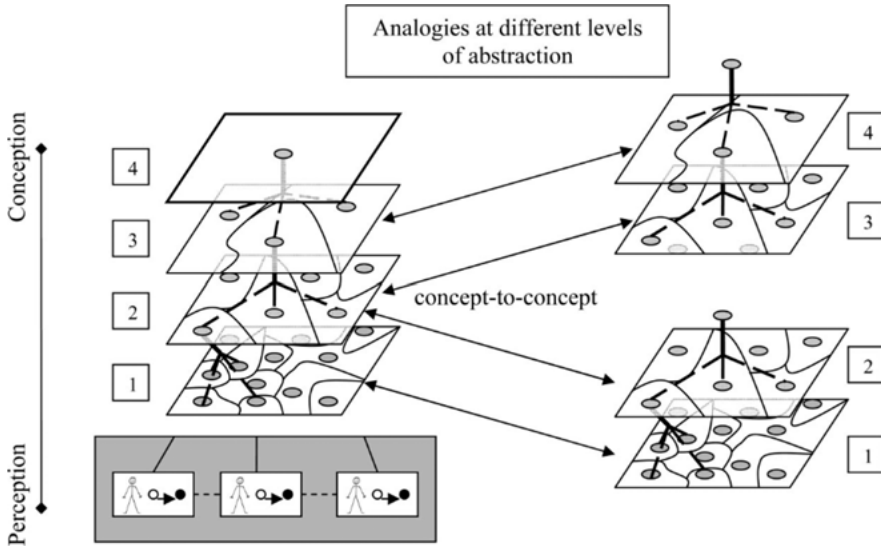 Analogies at different levels
of abstraction
Conception
Perception
4
3
2
1
concept-to-concept
4
3
2
1